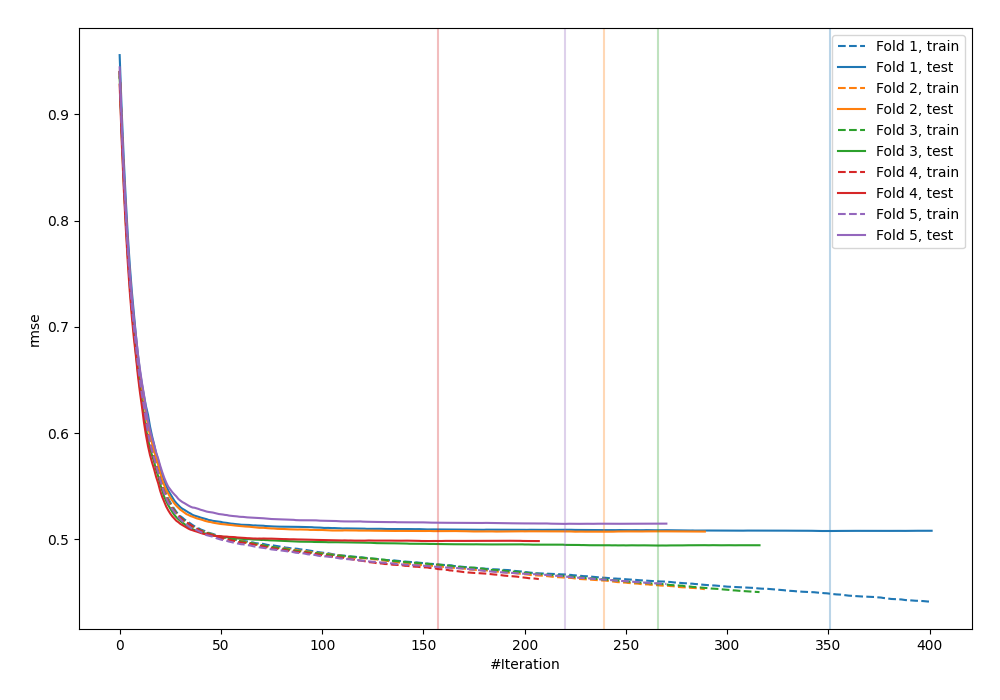 0.9
0.8
0.7
0.6
0.5
rmse
0
50
100
150
200
250
300
350
400
#Iteration
Fold 1, train
Fold 1, test
Fold 2, train
Fold 2, test
Fold 3, train
Fold 3, test
Fold 4, train
Fold 4, test
Fold 5, train
Fold 5, test